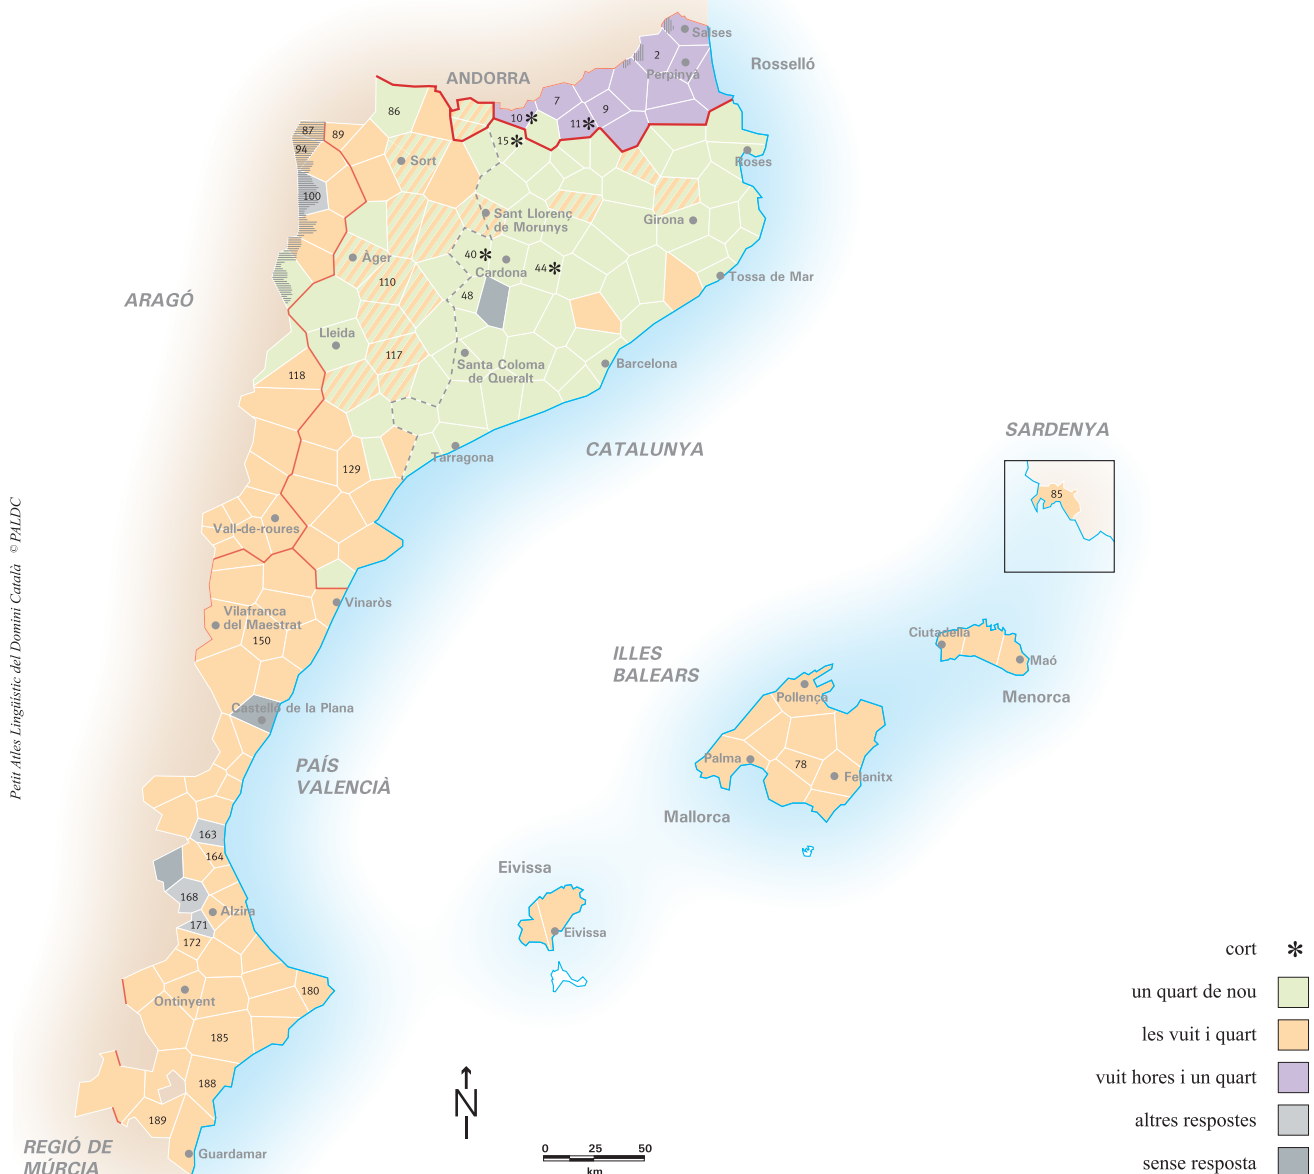 Salses
2
Rosselló
Perpinyà
ANDORRA
7
9
86
10 *
11 *
87
89
15 *
94
Sort
Roses
100
Sant Llorenç
de Morunys
Girona
40 *
Àger
44 *
Cardona
Tossa de Mar
110
48
ARAGÓ
Lleida
117
Santa Coloma
de Queralt
Barcelona
118
SARDENYA
CATALUNYA
Tarragona
129
85
Vall-de-roures
Petit Atles Lingüístic del Domini Català © PALDC
Vinaròs
Vilafranca
del Maestrat
150
Ciutadella
ILLES
BALEARS
Maó
Menorca
Pollença
Castelló de la Plana
Palma
78
Felanitx
PAÍS
VALENCIÀ
Mallorca
163
164
Eivissa
168
Alzira
171
Eivissa
172
cort *
un quart de nou
180
Ontinyent
les vuit i quart
185
vuit hores i un quart
188
N
189
altres respostes
REGIÓ DE
MÚRCIA
Guardamar
0 25 50
km
sense resposta